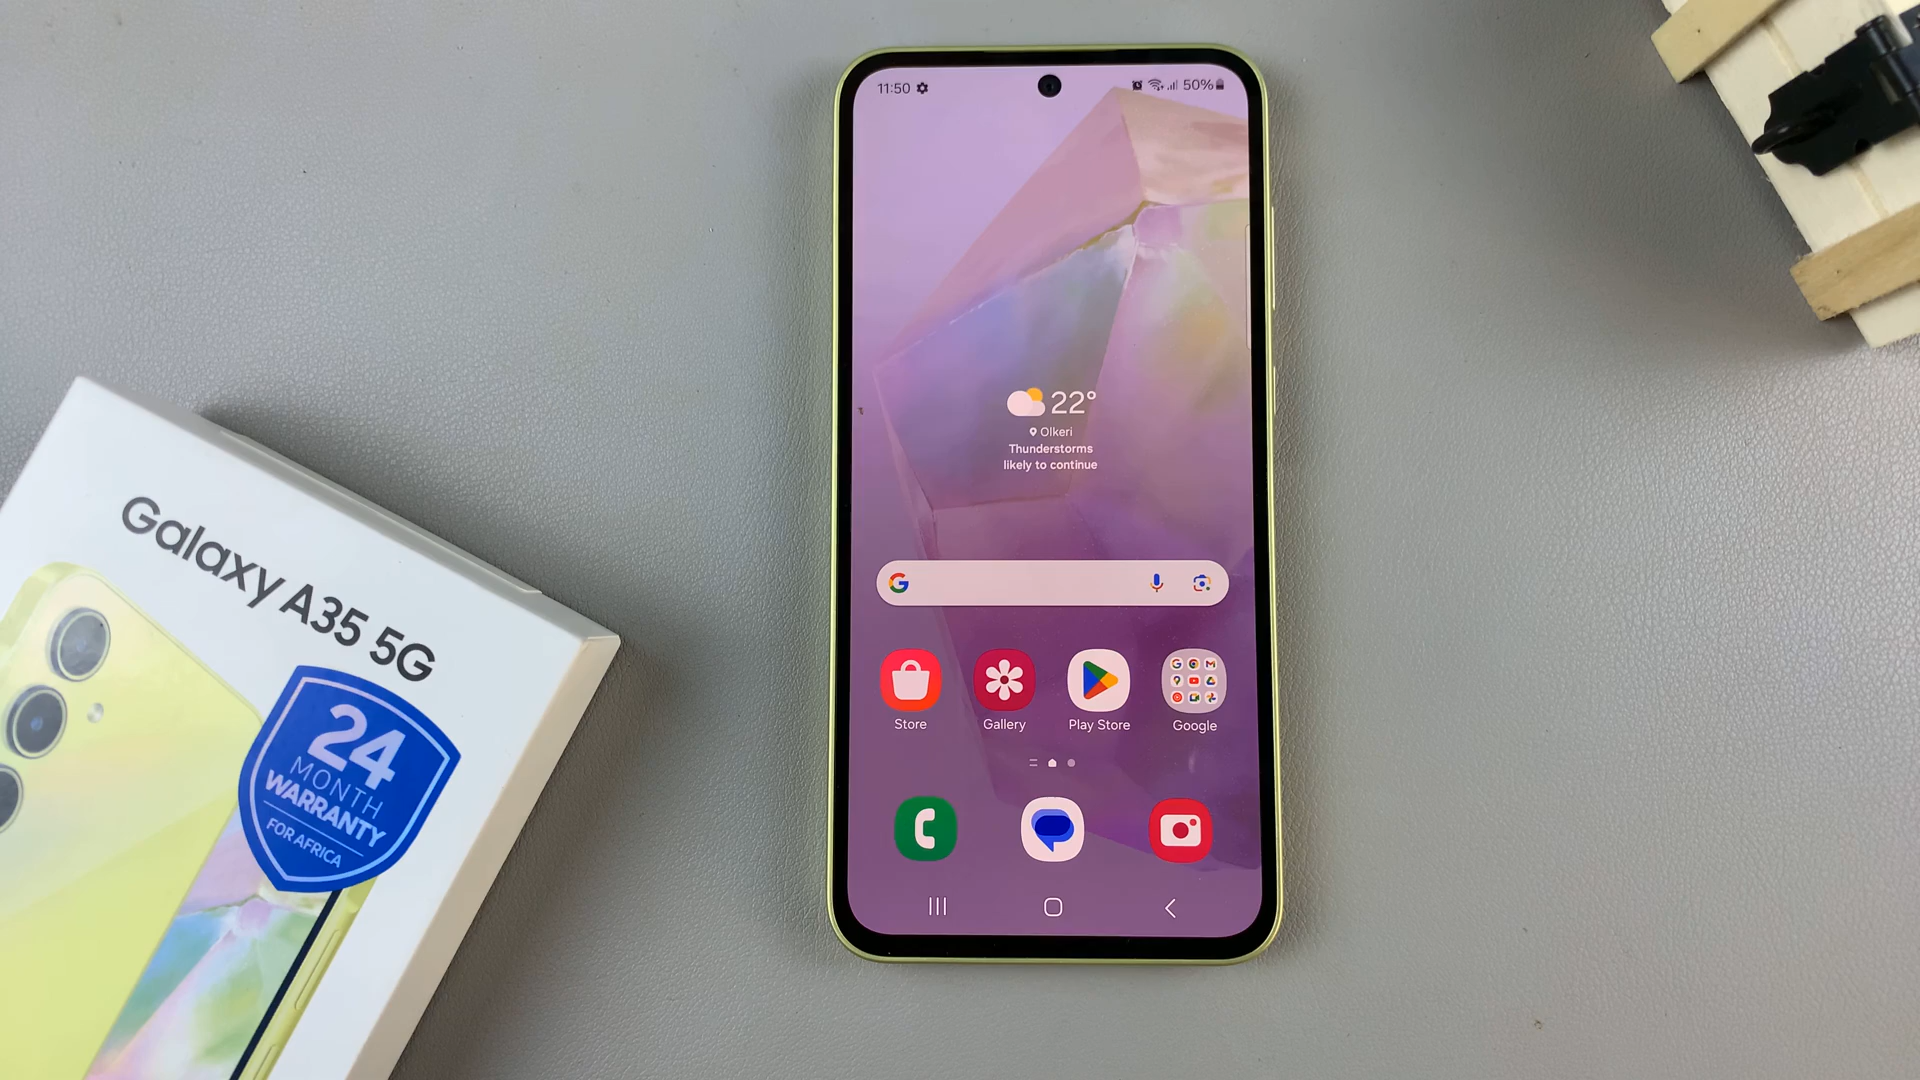 11:50
50%
22°
Olkeri
Thunderstorms
likely to continue
Store
Gallery
Play Store
Google
Galaxy A35 5G
24
MONTH
WARRANTY
FOR AFRICA